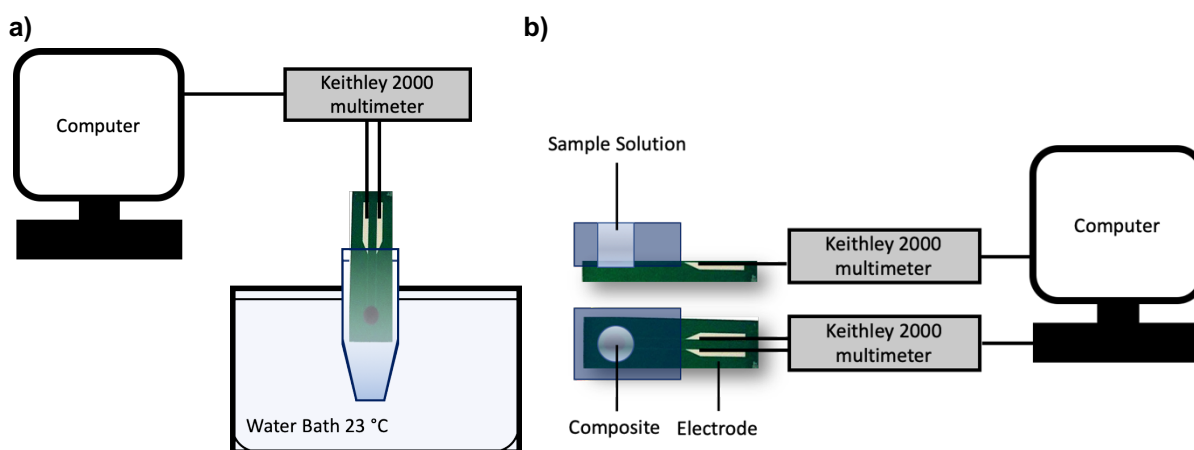 a)
Computer
Keithley 2000
multimeter
Water Bath 23 °C
b)
Sample Solution
Keithley 2000
multimeter
Computer
Keithley 2000
multimeter
Composite
Electrode